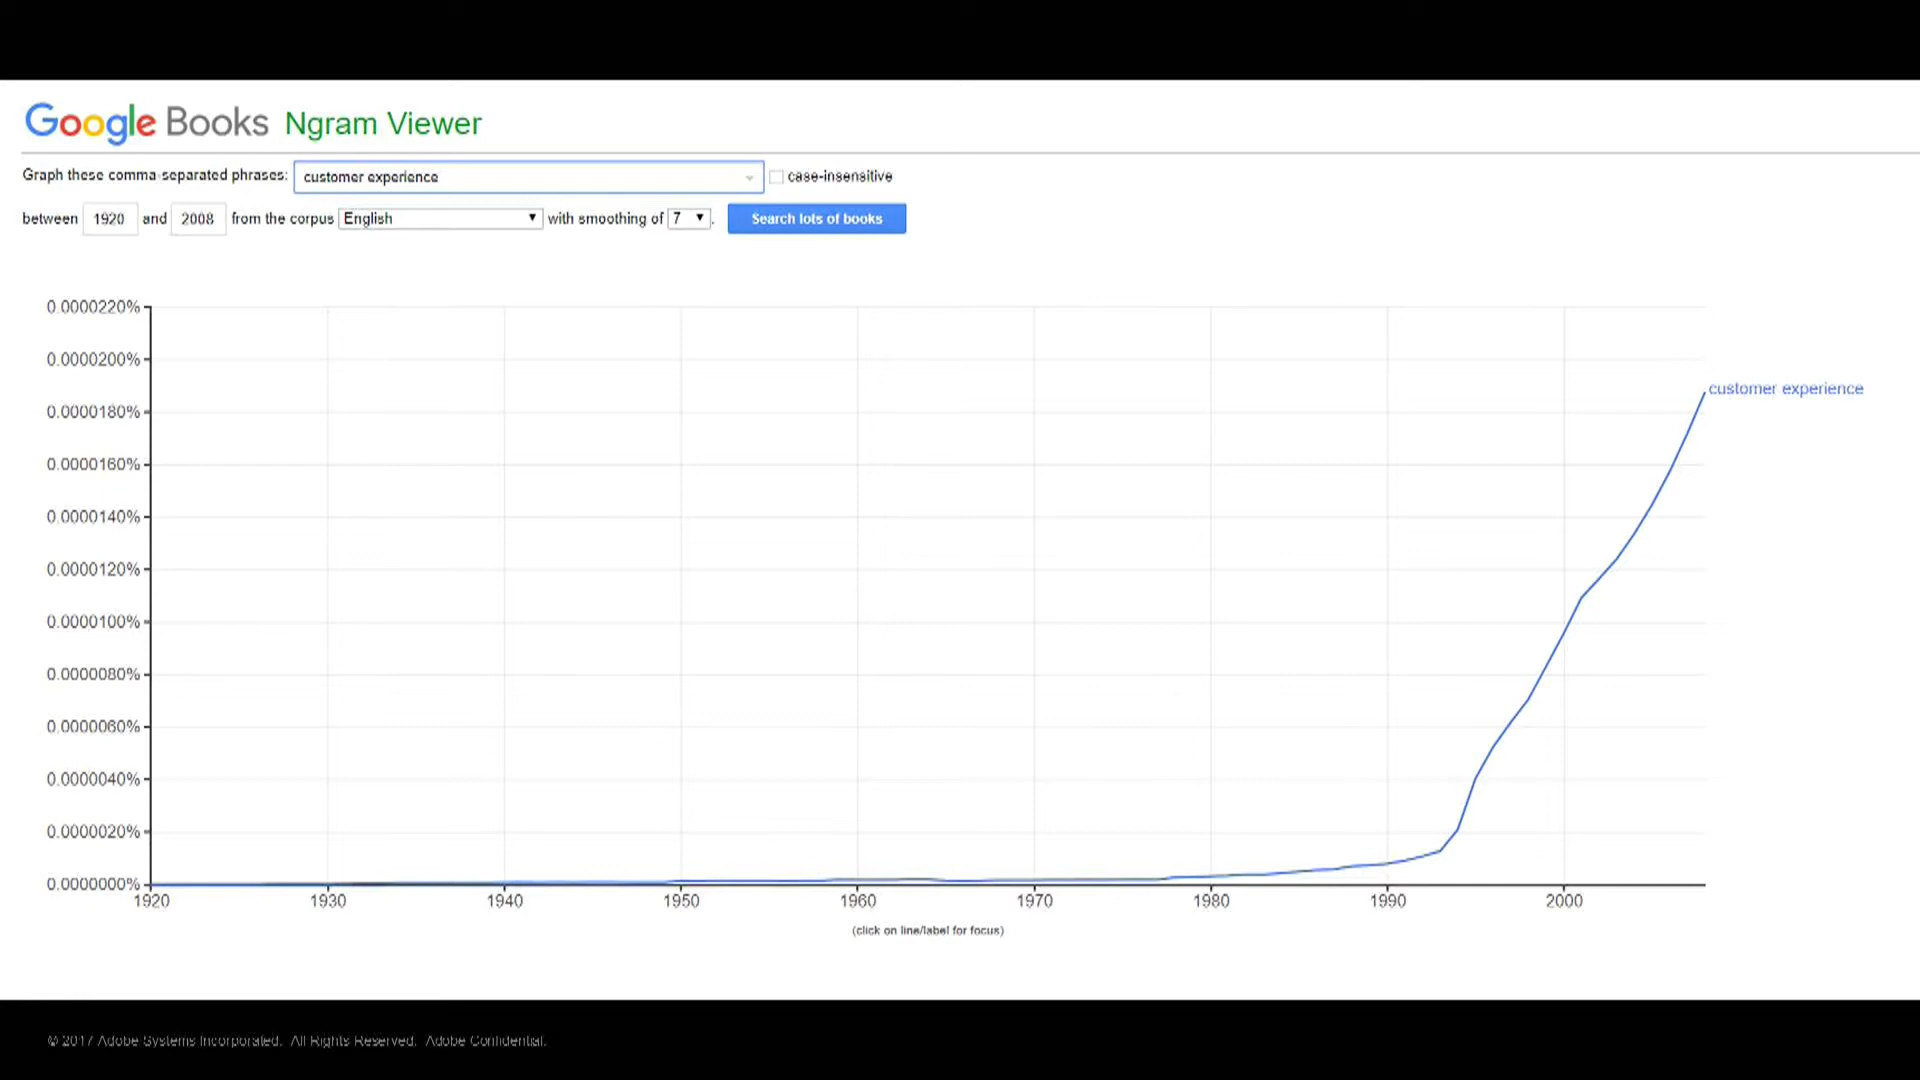 Google Books Ngram Viewer
Graph these comma-separated phrases: customer experience case-insensitive
between 1920 and 2008 from the corpus English with smoothing of 7 . Search lots of books
0.0000220%
0.0000200%
customer experience
0.0000180%
0.0000160%
0.0000140%
0.0000120%
0.0000100%
0.0000080%
0.0000060%
0.0000040%
0.0000020%
0.0000000%
1920 1930 1940 1950 1960 1970 1980 1990 2000
(click on line/label for focus)
© 2017 Adobe Systems Incorporated. All Rights Reserved. Adobe Confidential.